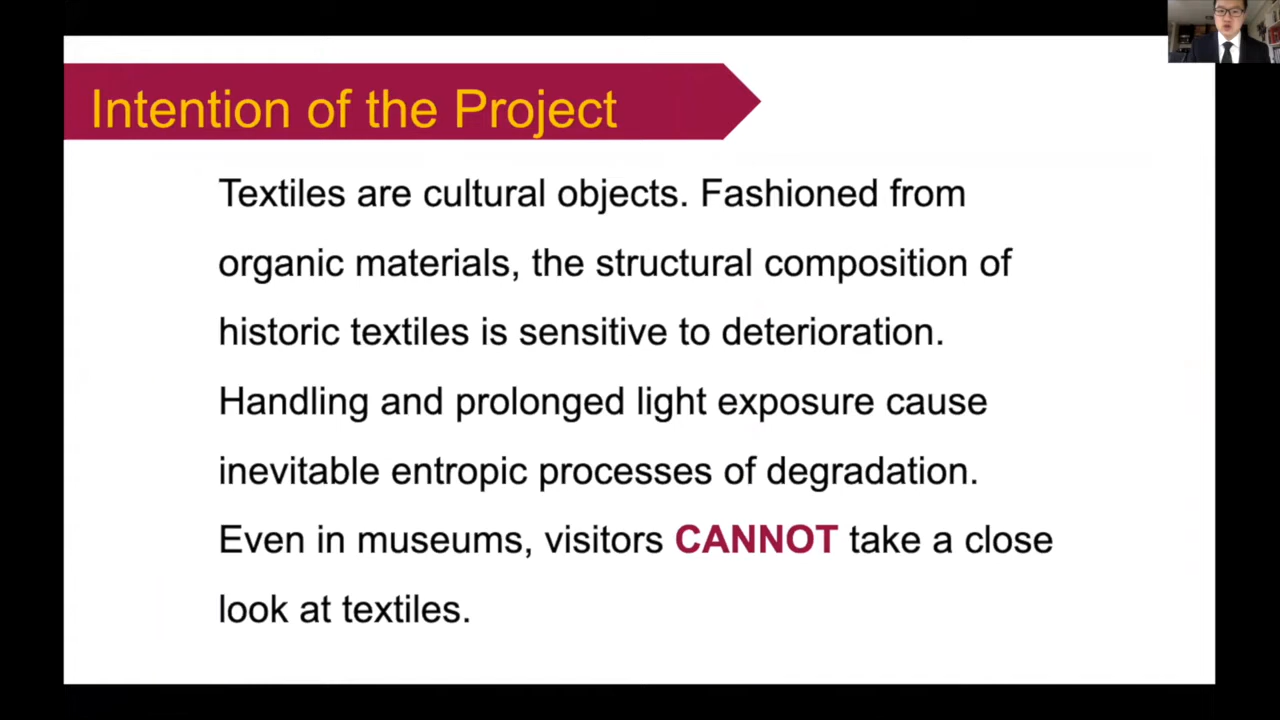 Intention of the Project
Textiles are cultural objects. Fashioned from
organic materials, the structural composition of
historic textiles is sensitive to deterioration.
Handling and prolonged light exposure cause
inevitable entropic processes of degradation.
Even in museums, visitors CANNOT take a close
look at textiles.